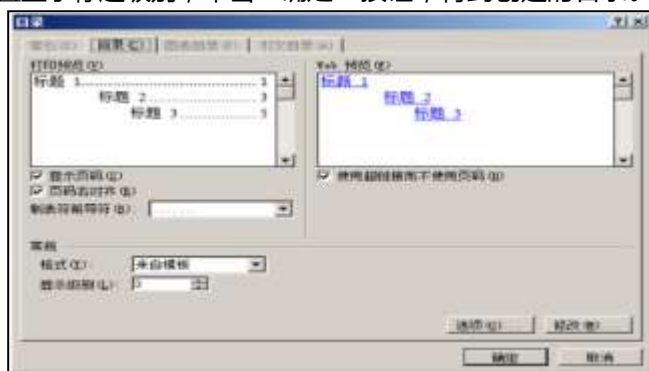 目录
目录(C)
打印预览(V) Web 预览(E)
标题 1 ........ 1 标题 1
标题 2 ........ 3 标题 2
标题 3 ........ 3 标题 3
显示页码(S) 使用超链接而不使用页码(H)
页码右对齐(R)
制表符前导符(B): ......
常规
格式(T): 来自模板
显示级别(L): 3
选项(O)... 修改(M)...
确定 取消